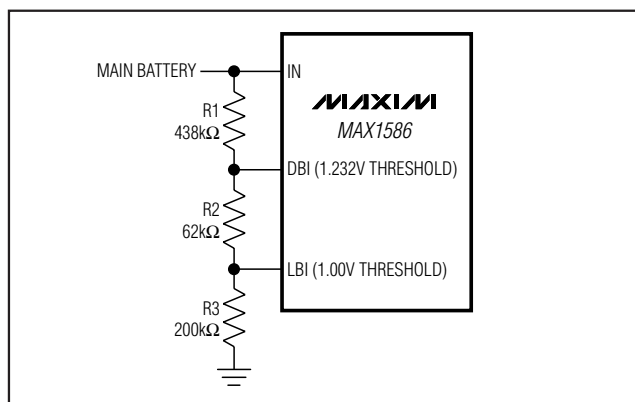 MAIN BATTERY
IN
MAXIM
MAX1586
R1
438kΩ
DBI (1.232V THRESHOLD)
R2
62kΩ
LBI (1.00V THRESHOLD)
R3
200kΩ